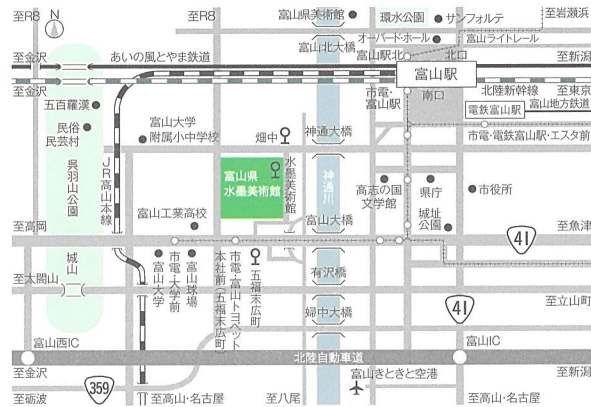 至R8
至R8
富山県美術館
環水公園
サンフォルテ
至岩瀬浜
オーバード・ホール
富山北大橋
富山駅北
北口
富山ライトレール
至金沢
あいの風とやま鉄道
富山駅
至新潟
至金沢
北陸新幹線
至東京
五百羅漢
市電・富山駅
南口
電鉄富山駅
富山地方鉄道
民俗民芸村
富山大学
附属小中学校
畑中
神通大橋
市電・電鉄富山駅・エスタ前
呉羽山公園
JR高山本線
富山県
水墨美術館
水墨美術館
神通川
高志の国
文学館
県庁
市役所
富山工業高校
富山大橋
城址
公園
至高岡
41
至魚津
城山
富山大学
市電・大学前
富山球場
市電・富山トヨペット
本社前(五福末広町)
五福末広町
有沢橋
至太閤山
至立山町
婦中大橋
41
富山西IC
富山IC
北陸自動車道
至金沢
至新潟
359
富山きときと空港
至砺波
至高山・名古屋
至八尾
至高山・名古屋